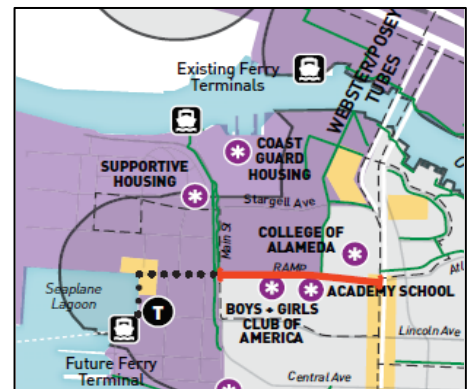 Existing Ferry
Terminals
WEBSTER/POSEY
TUBES
COAST
GUARD
HOUSING
SUPPORTIVE
HOUSING
Stargell Ave
Main St
COLLEGE OF
ALAMEDA
RAMP
Seaplane
Lagoon
T
ACADEMY SCHOOL
BOYS + GIRLS
CLUB OF
AMERICA
Lincoln Ave
Future Ferry
Terminal
Central Ave